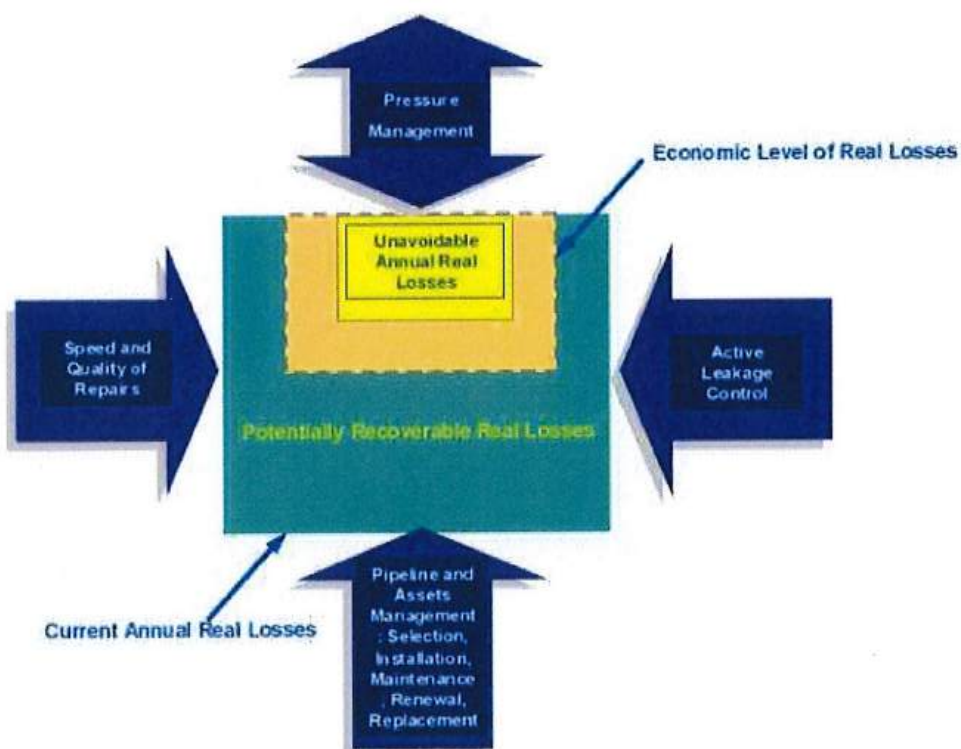 Pressure
Management
Economic Level of Real Losses
Unavoidable
Annual Real
Losses
Speed and
Quality of
Repairs
Active
Leakage
Control
Potentially Recoverable Real Losses
Pipeline and
Assets
Management
: Selection,
Installation,
Maintenance
, Renewal,
Replacement
Current Annual Real Losses